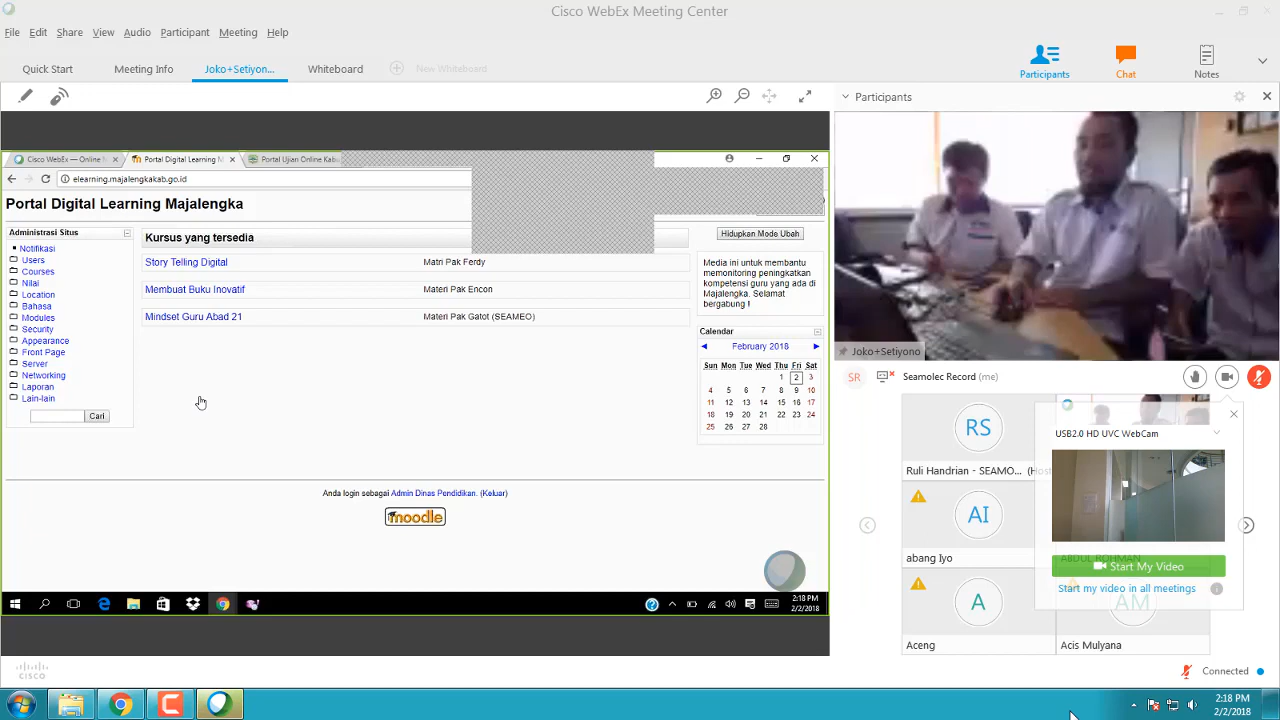 Cisco WebEx Meeting Center
File Edit Share View Audio Participant Meeting Help
Quick Start Meeting Info Joko+Setiyon... Whiteboard New Whiteboard
Participants Chat Notes
Participants
Cisco WebEx — Online M Portal Digital Learning M Portal Ujian Online Kabu
elearning.majalengkakab.go.id
Portal Digital Learning Majalengka
Administrasi Situs
Notifikasi
Users
Courses
Nilai
Location
Bahasa
Modules
Security
Appearance
Front Page
Server
Networking
Laporan
Lain-lain
Cari
Kursus yang tersedia
Story Telling Digital Matri Pak Ferdy
Membuat Buku Inovatif Materi Pak Encon
Mindset Guru Abad 21 Materi Pak Gatot (SEAMEO)
Hidupkan Mode Ubah
Media ini untuk membantu
memonitoring peningkatkan
kompetensi guru yang ada di
Majalengka. Selamat
bergabung !
Calendar
February 2018
Sun Mon Tue Wed Thu Fri Sat
1 2 3
4 5 6 7 8 9 10
11 12 13 14 15 16 17
18 19 20 21 22 23 24
25 26 27 28
Anda login sebagai Admin Dinas Pendidikan. (Keluar)
moodle
2:18 PM
2/2/2018
Joko+Setiyono
SR Seamolec Record (me)
RS
Ruli Handrian - SEAMO... (Hos
AI
abang Iyo
A
Aceng
USB2.0 HD UVC WebCam
ABDUL ROHMAN
Start My Video
Start my video in all meetings
AM
Acis Mulyana
cisco
Connected
2:18 PM
2/2/2018